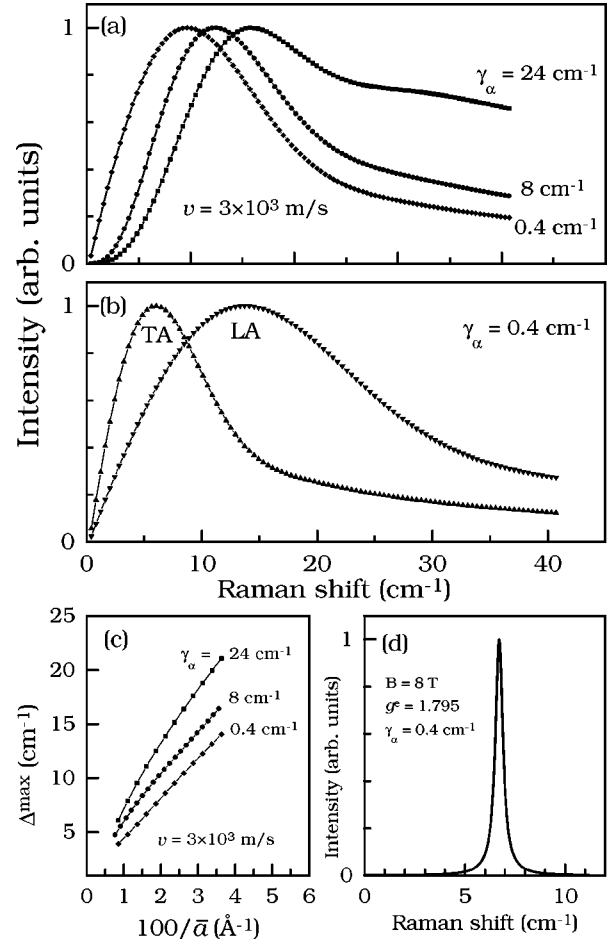 Intensity (arb. units)
1
(a)
γα = 24 cm-1
8 cm-1
0.4 cm-1
v = 3×10³ m/s
0
1
(b)
TA
LA
γα = 0.4 cm-1
0
0 10 20 30 40
Raman shift (cm-1)
25
20
15
10
5
Δmax (cm-1)
(c)
γα = 24 cm-1
8 cm-1
0.4 cm-1
v = 3×10³ m/s
0 1 2 3 4 5 6
100/ā (Å-1)
Intensity (arb. units)
1
(d)
B = 8 T
gᵉ = 1.795
γα = 0.4 cm-1
0
0 5 10
Raman shift (cm-1)